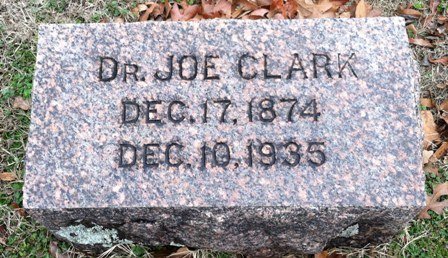 DR. JOE CLARK
DEC. 17, 1874
DEC. 10, 1935